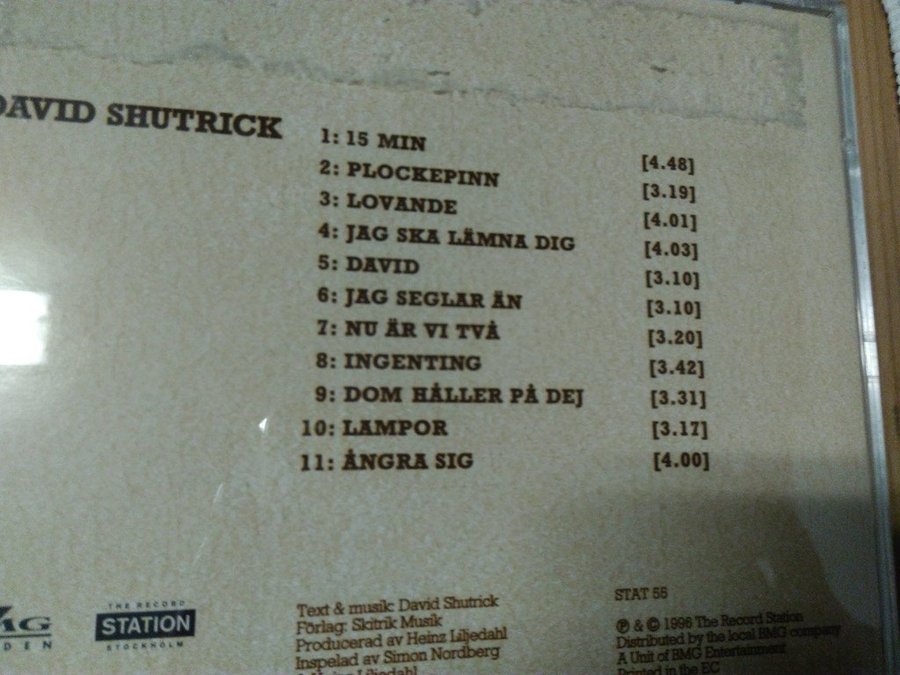 DAVID SHUTRICK
1: 15 MIN [4.48]
2: PLOCKEPINN [3.19]
3: LOVANDE [4.01]
4: JAG SKA LÄMNA DIG [4.03]
5: DAVID [3.10]
6: JAG SEGLAR ÄN [3.10]
7: NU ÄR VI TVÅ [3.20]
8: INGENTING [3.42]
9: DOM HÅLLER PÅ DEJ [3.31]
10: LAMPOR [3.17]
11: ÅNGRA SIG [4.00]
THE RECORD
STATION
STOCKHOLM
Text & musik: David Shutrick
Förlag: Skitrik Musik
Producerad av Heinz Liljedahl
Inspelad av Simon Nordberg
& Heinz Liljedahl
STAT 55
℗ & © 1996 The Record Station
Distributed by the local BMG company
A Unit of BMG Entertainment
Printed in the EC